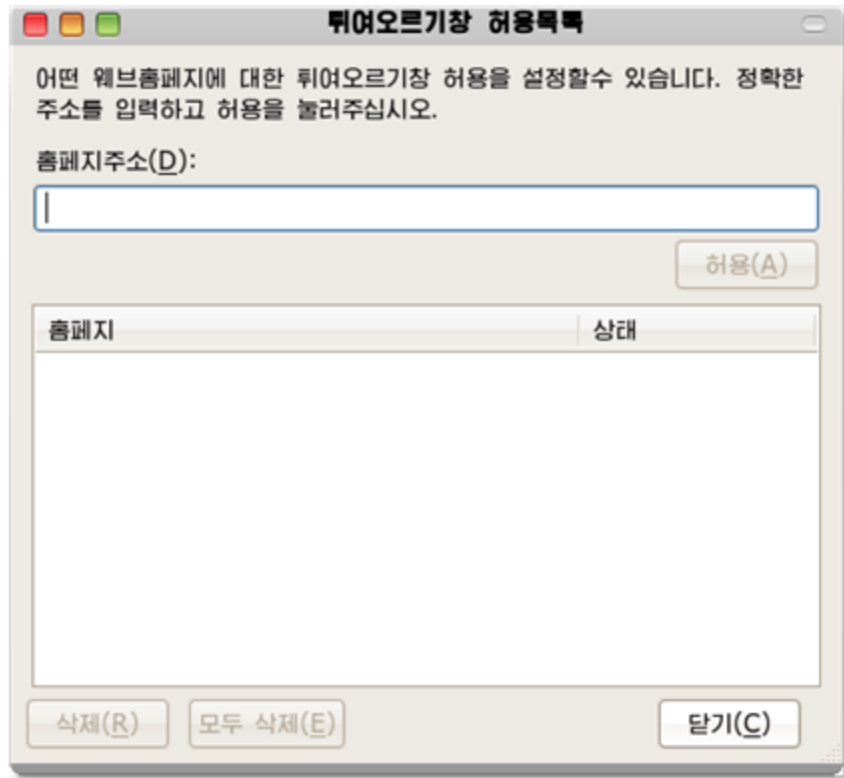 튀여오르기창 허용목록
어떤 웨브홈페지에 대한 튀여오르기창 허용을 설정할수 있습니다. 정확한
주소를 입력하고 허용을 눌러주십시오.
홈페지주소(D):
허용(A)
홈페지 상태
삭제(R) 모두 삭제(E) 닫기(C)